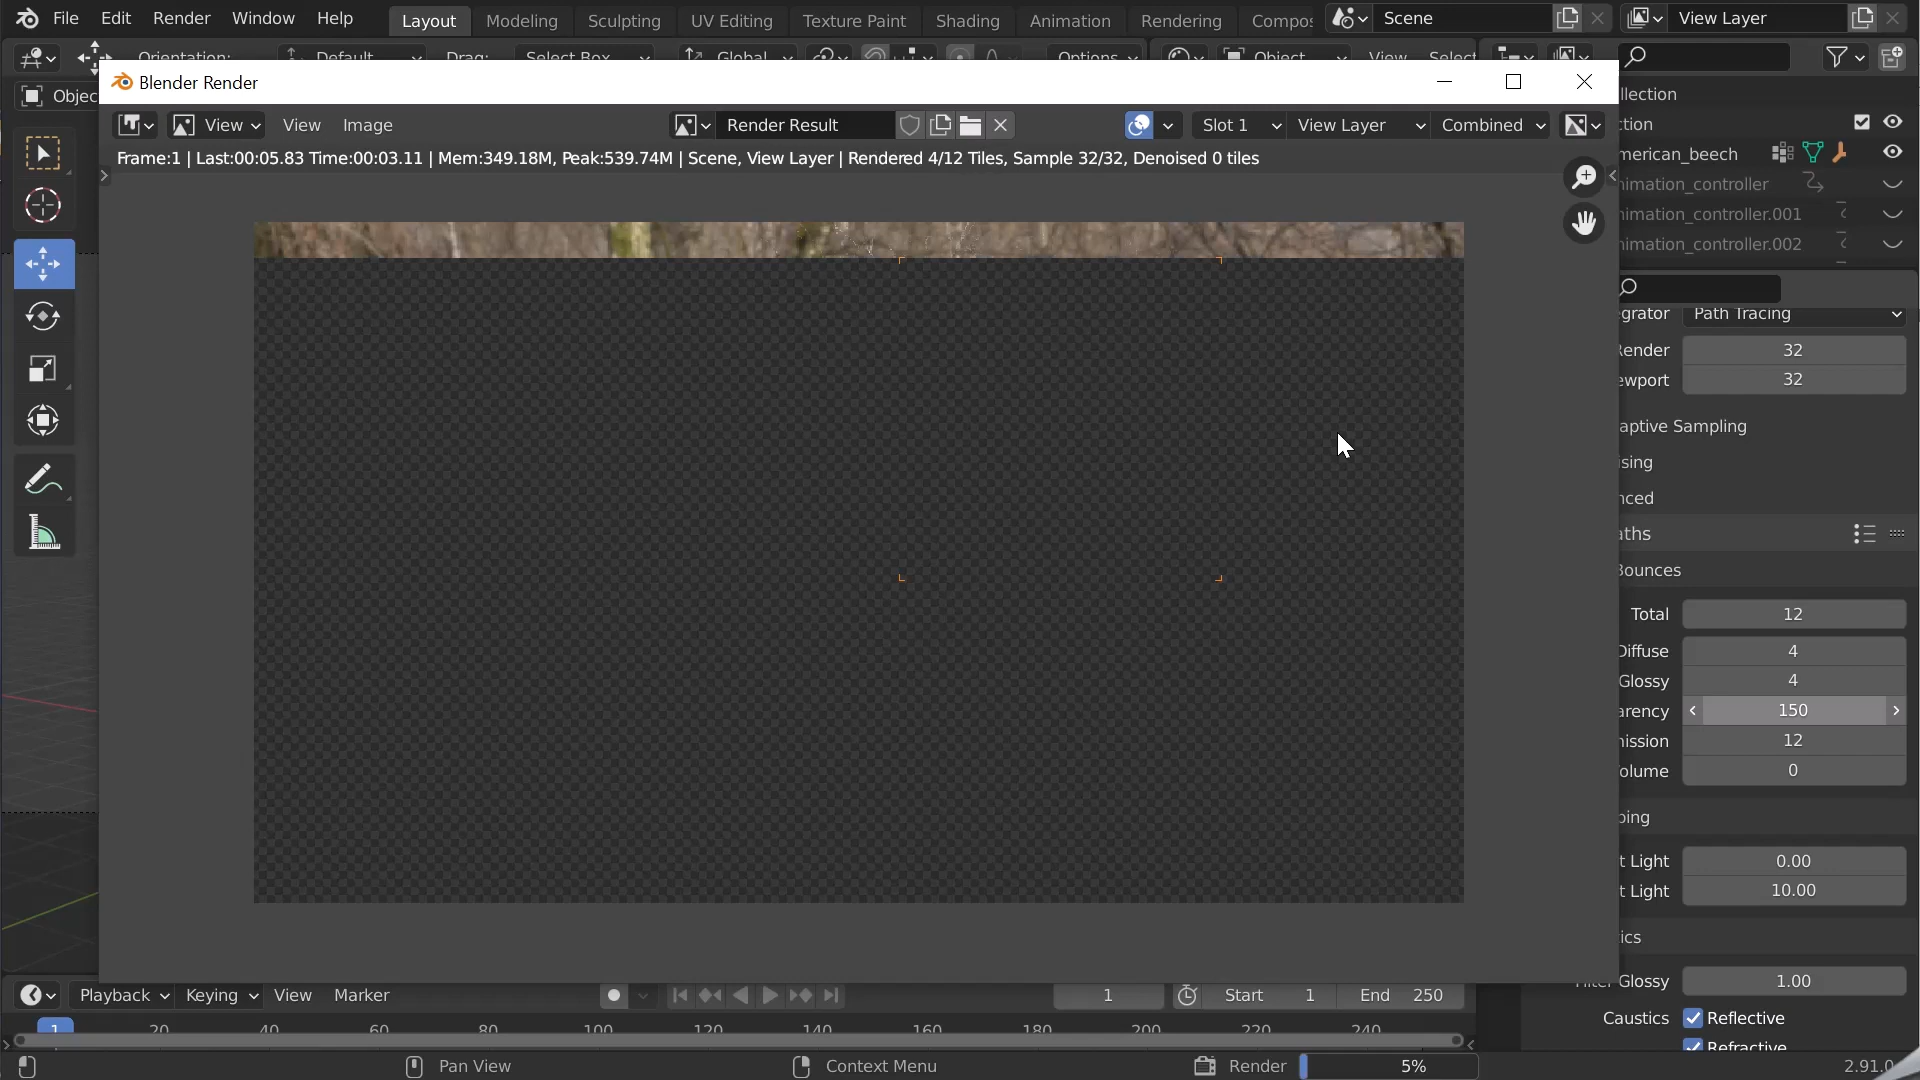 File Edit Render Window Help Layout Modeling Sculpting UV Editing Texture Paint Shading Animation Rendering Compos Scene View Layer
Orientation: Default Drag: Select Box Global Options Object View Select
Blender Render
Objec
llection
View View Image Render Result Slot 1 View Layer Combined
ction
Frame:1 | Last:00:05.83 Time:00:03.11 | Mem:349.18M, Peak:539.74M | Scene, View Layer | Rendered 4/12 Tiles, Sample 32/32, Denoised 0 tiles
merican_beech
nimation_controller
nimation_controller.001
nimation_controller.002
egrator Path Tracing
Render 32
ewport 32
aptive Sampling
ising
nced
aths
Bounces
Total 12
Diffuse 4
Glossy 4
arency 150
nission 12
olume 0
ping
t Light 0.00
t Light 10.00
ics
Glossy 1.00
Playback Keying View Marker 1 Start 1 End 250
Caustics Reflective
1 20 40 60 80 100 120 140 160 180 200 220 240
Refractive
Pan View Context Menu Render 5% 2.91.0